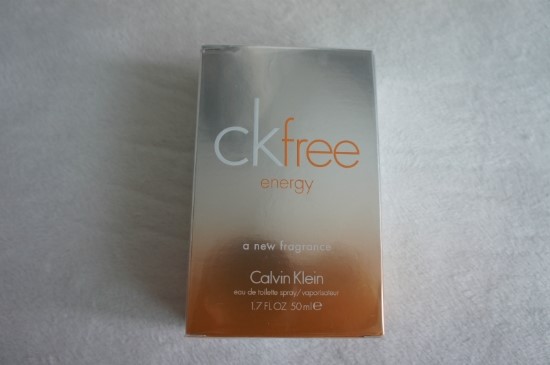 ckfree
energy
a new fragrance
Calvin Klein
eau de toilette spray/vaporisateur
1.7 FL.OZ. 50 ml ℮